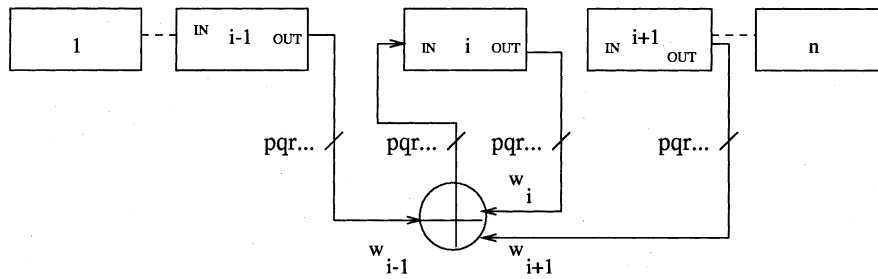 1 IN i-1 OUT IN i OUT IN i+1 OUT n
pqr... pqr... pqr... pqr...
w i
w i-1 w i+1